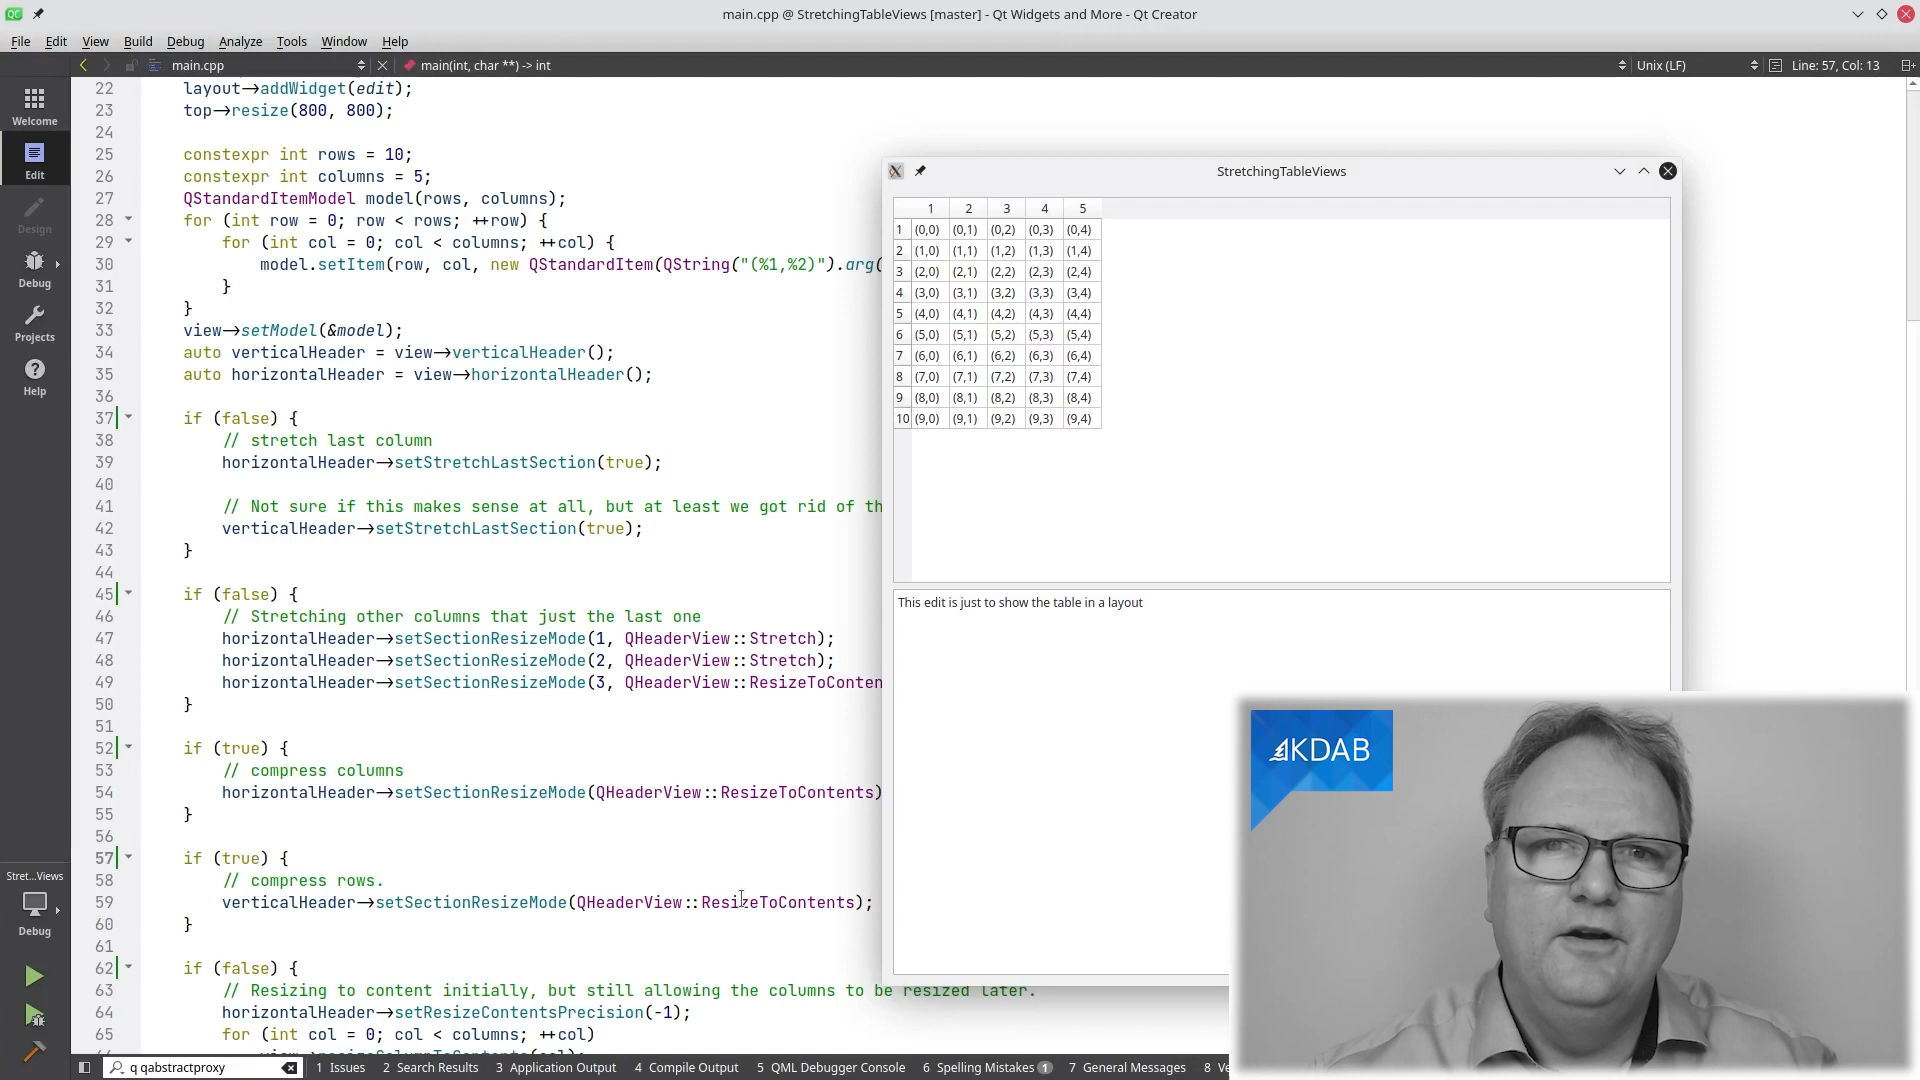 main.cpp @ StretchingTableViews [master] - Qt Widgets and More - Qt Creator
File Edit View Build Debug Analyze Tools Window Help
main.cpp
main(int, char **) -> int
Unix (LF)
Line: 57, Col: 13
Welcome
Edit
Design
Debug
Projects
Help
Stret...Views
Debug
22 layout->addWidget(edit);
23 top->resize(800, 800);
24
25 constexpr int rows = 10;
26 constexpr int columns = 5;
27 QStandardItemModel model(rows, columns);
28 for (int row = 0; row < rows; ++row) {
29 for (int col = 0; col < columns; ++col) {
30 model.setItem(row, col, new QStandardItem(QString("(%1,%2)").arg(
31 }
32 }
33 view->setModel(&model);
34 auto verticalHeader = view->verticalHeader();
35 auto horizontalHeader = view->horizontalHeader();
36
37 if (false) {
38 // stretch last column
39 horizontalHeader->setStretchLastSection(true);
40
41 // Not sure if this makes sense at all, but at least we got rid of th
42 verticalHeader->setStretchLastSection(true);
43 }
44
45 if (false) {
46 // Stretching other columns that just the last one
47 horizontalHeader->setSectionResizeMode(1, QHeaderView::Stretch);
48 horizontalHeader->setSectionResizeMode(2, QHeaderView::Stretch);
49 horizontalHeader->setSectionResizeMode(3, QHeaderView::ResizeToConten
50 }
51
52 if (true) {
53 // compress columns
54 horizontalHeader->setSectionResizeMode(QHeaderView::ResizeToContents)
55 }
56
57 if (true) {
58 // compress rows.
59 verticalHeader->setSectionResizeMode(QHeaderView::ResizeToContents);
60 }
61
62 if (false) {
63 // Resizing to content initially, but still allowing the columns to be resized later.
64 horizontalHeader->setResizeContentsPrecision(-1);
65 for (int col = 0; col < columns; ++col)
StretchingTableViews
1 2 3 4 5
1 (0,0) (0,1) (0,2) (0,3) (0,4)
2 (1,0) (1,1) (1,2) (1,3) (1,4)
3 (2,0) (2,1) (2,2) (2,3) (2,4)
4 (3,0) (3,1) (3,2) (3,3) (3,4)
5 (4,0) (4,1) (4,2) (4,3) (4,4)
6 (5,0) (5,1) (5,2) (5,3) (5,4)
7 (6,0) (6,1) (6,2) (6,3) (6,4)
8 (7,0) (7,1) (7,2) (7,3) (7,4)
9 (8,0) (8,1) (8,2) (8,3) (8,4)
10 (9,0) (9,1) (9,2) (9,3) (9,4)
This edit is just to show the table in a layout
KDAB
q qabstractproxy
1 Issues 2 Search Results 3 Application Output 4 Compile Output 5 QML Debugger Console 6 Spelling Mistakes 1 7 General Messages 8 Ve